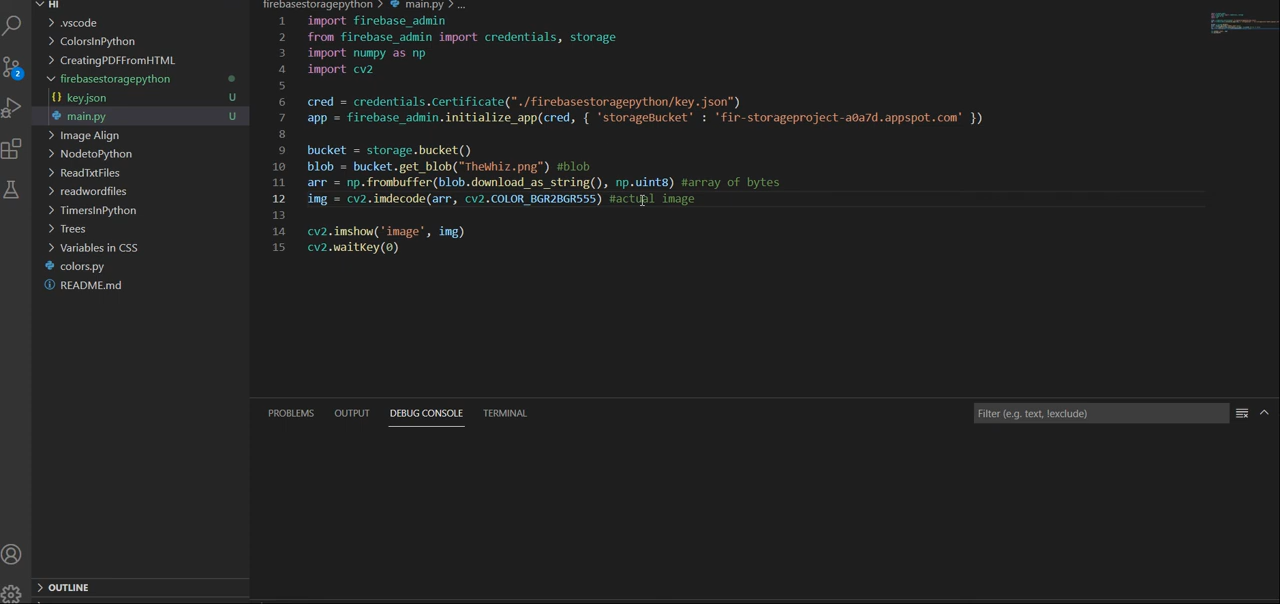 HI
.vscode
ColorsInPython
CreatingPDFFromHTML
firebasestoragepython
key.json U
main.py U
Image Align
NodetoPython
ReadTxtFiles
readwordfiles
TimersInPython
Trees
Variables in CSS
colors.py
README.md
OUTLINE
2
firebasestoragepython > main.py > ...
1 import firebase_admin
2 from firebase_admin import credentials, storage
3 import numpy as np
4 import cv2
5
6 cred = credentials.Certificate("./firebasestoragepython/key.json")
7 app = firebase_admin.initialize_app(cred, { 'storageBucket' : 'fir-storageproject-a0a7d.appspot.com' })
8
9 bucket = storage.bucket()
10 blob = bucket.get_blob("TheWhiz.png") #blob
11 arr = np.frombuffer(blob.download_as_string(), np.uint8) #array of bytes
12 img = cv2.imdecode(arr, cv2.COLOR_BGR2BGR555) #actual image
13
14 cv2.imshow('image', img)
15 cv2.waitKey(0)
PROBLEMS OUTPUT DEBUG CONSOLE TERMINAL Filter (e.g. text, !exclude)